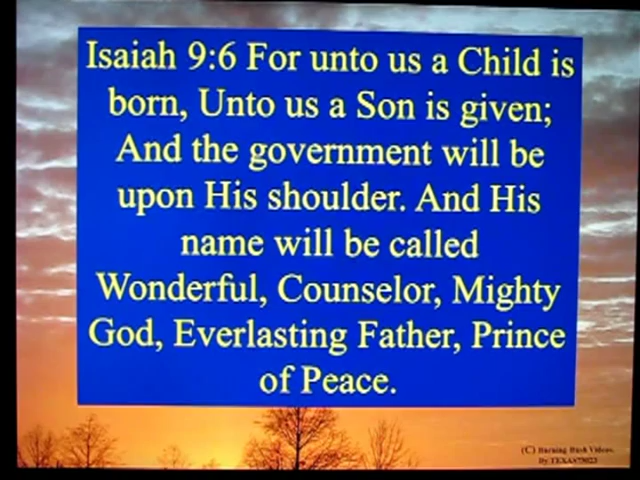 Isaiah 9:6 For unto us a Child is
born, Unto us a Son is given;
And the government will be
upon His shoulder. And His
name will be called
Wonderful, Counselor, Mighty
God, Everlasting Father, Prince
of Peace.
(C) Burning Bush Videos.
By TEXAS79023